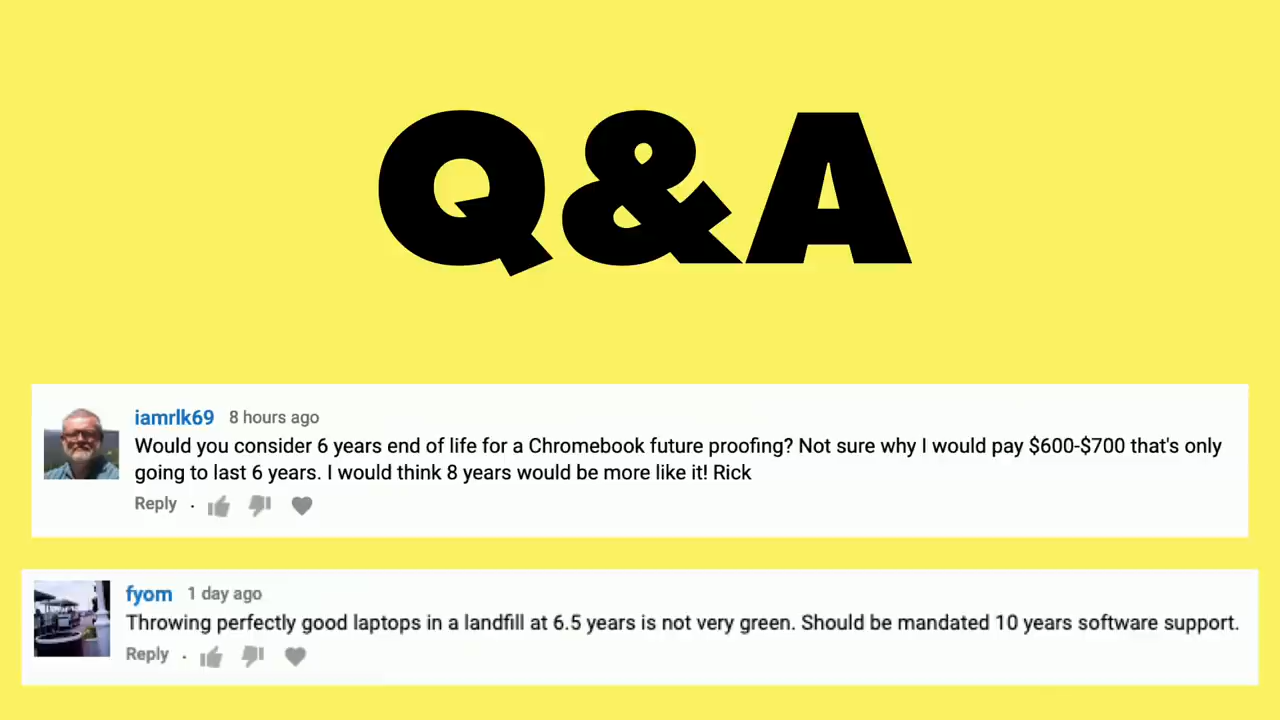 Q&A
iamrlk69 8 hours ago
Would you consider 6 years end of life for a Chromebook future proofing? Not sure why I would pay $600-$700 that's only
going to last 6 years. I would think 8 years would be more like it! Rick
Reply ·
fyom 1 day ago
Throwing perfectly good laptops in a landfill at 6.5 years is not very green. Should be mandated 10 years software support.
Reply ·